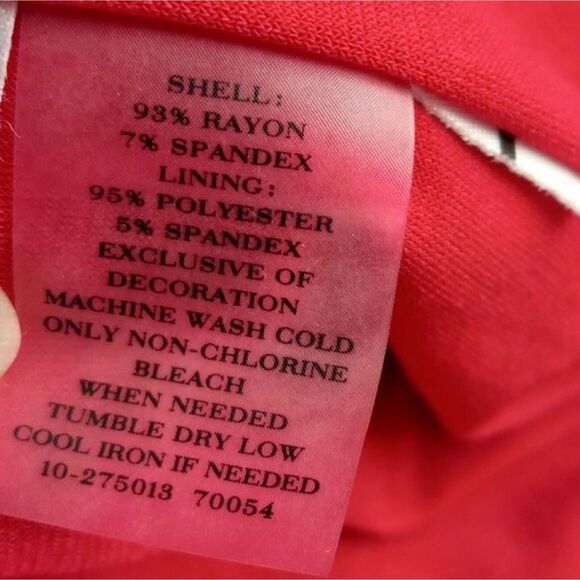 SHELL:
93% RAYON
7% SPANDEX
LINING:
95% POLYESTER
5% SPANDEX
EXCLUSIVE OF
DECORATION
MACHINE WASH COLD
ONLY NON-CHLORINE
BLEACH
WHEN NEEDED
TUMBLE DRY LOW
COOL IRON IF NEEDED
10-275013 70054